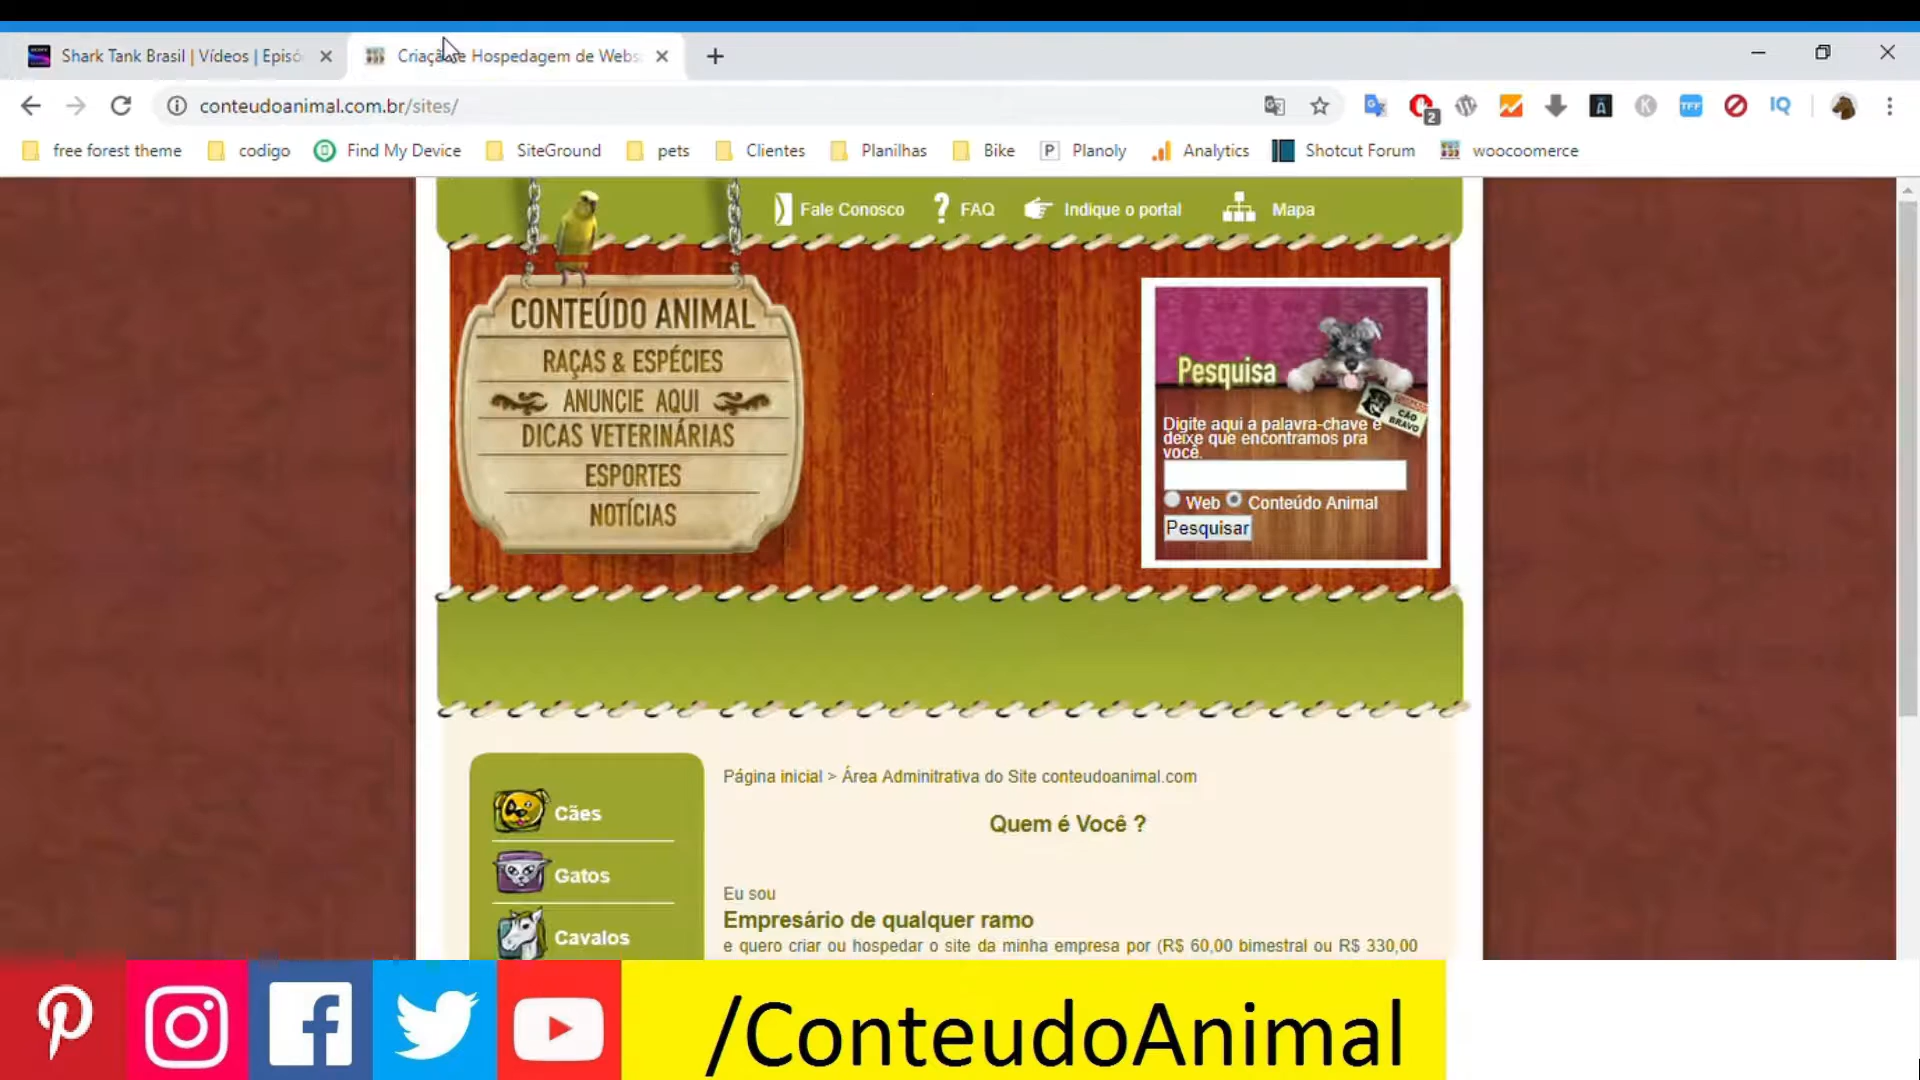 Shark Tank Brasil | Vídeos | Episó
Criação e Hospedagem de Webs
conteudoanimal.com.br/sites/
2
TFF
IQ
K
free forest theme
codigo
Find My Device
SiteGround
pets
Clientes
Planilhas
Bike
P Planoly
Analytics
Shotcut Forum
woocoomerce
Fale Conosco
? FAQ
Indique o portal
Mapa
CONTEÚDO ANIMAL
RAÇAS & ESPÉCIES
ANUNCIE AQUI
DICAS VETERINÁRIAS
ESPORTES
NOTÍCIAS
Pesquisa
CÃO
BRAVO
Digite aqui a palavra-chave e
deixe que encontramos pra
você.
Web Conteúdo Animal
Pesquisar
Página inicial > Área Adminitrativa do Site conteudoanimal.com
Quem é Você ?
Cães
Gatos
Cavalos
Eu sou
Empresário de qualquer ramo
e quero criar ou hospedar o site da minha empresa por (R$ 60,00 bimestral ou R$ 330,00
/ConteudoAnimal